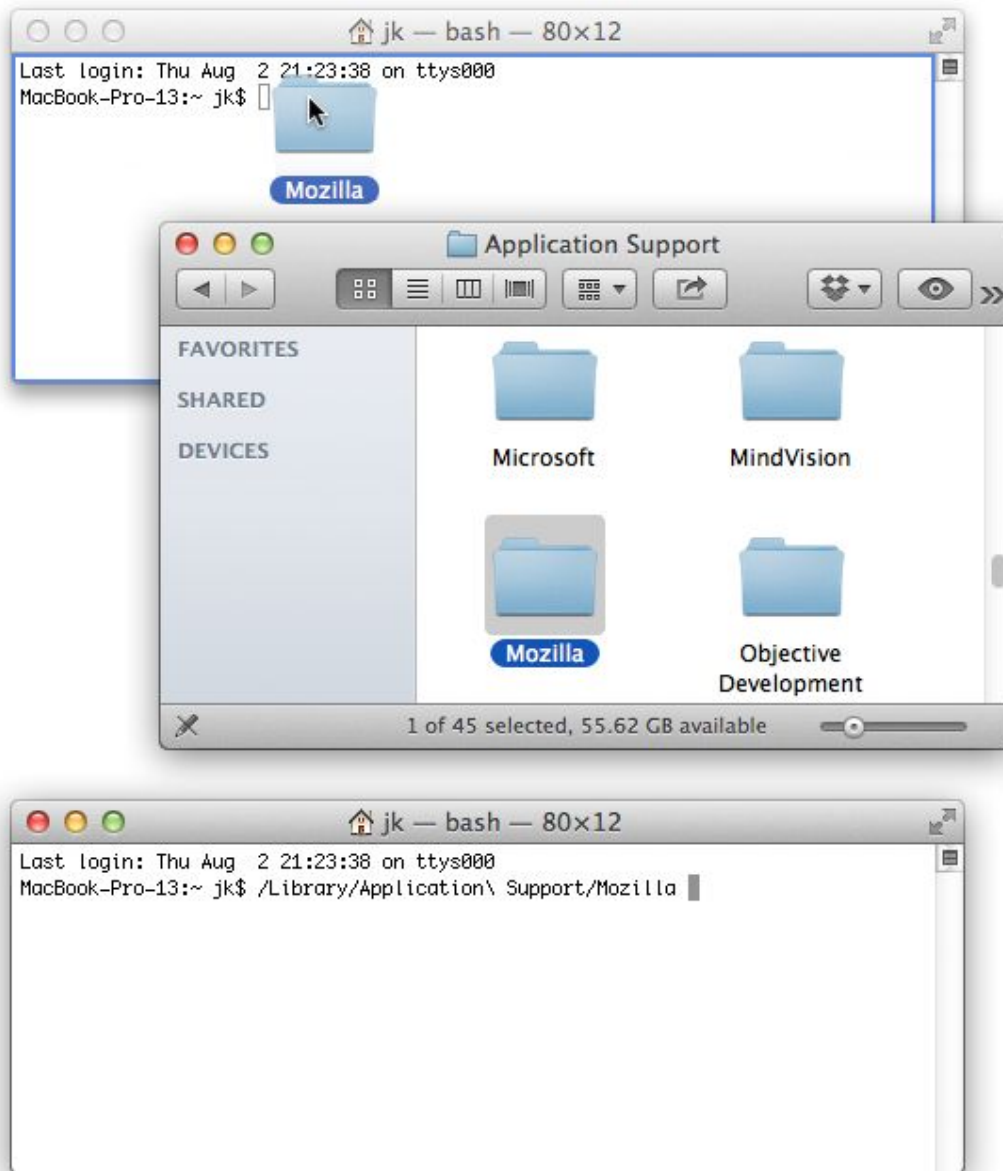 jk — bash — 80×12
Last login: Thu Aug  2 21:23:38 on ttys000
MacBook-Pro-13:~ jk$
Mozilla
Application Support
FAVORITES
SHARED
DEVICES
Microsoft
MindVision
Mozilla
Objective
Development
1 of 45 selected, 55.62 GB available
jk — bash — 80×12
Last login: Thu Aug  2 21:23:38 on ttys000
MacBook-Pro-13:~ jk$ /Library/Application\ Support/Mozilla